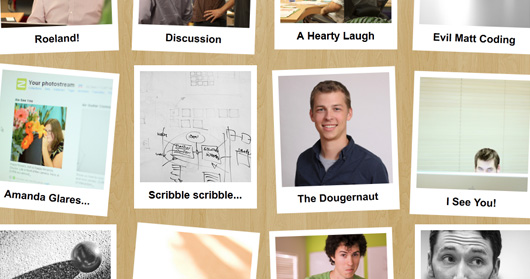 Roeland!
Discussion
A Hearty Laugh
Evil Matt Coding
Your photostream
Amanda Glares...
Scribble scribble...
The Dougernaut
I See You!